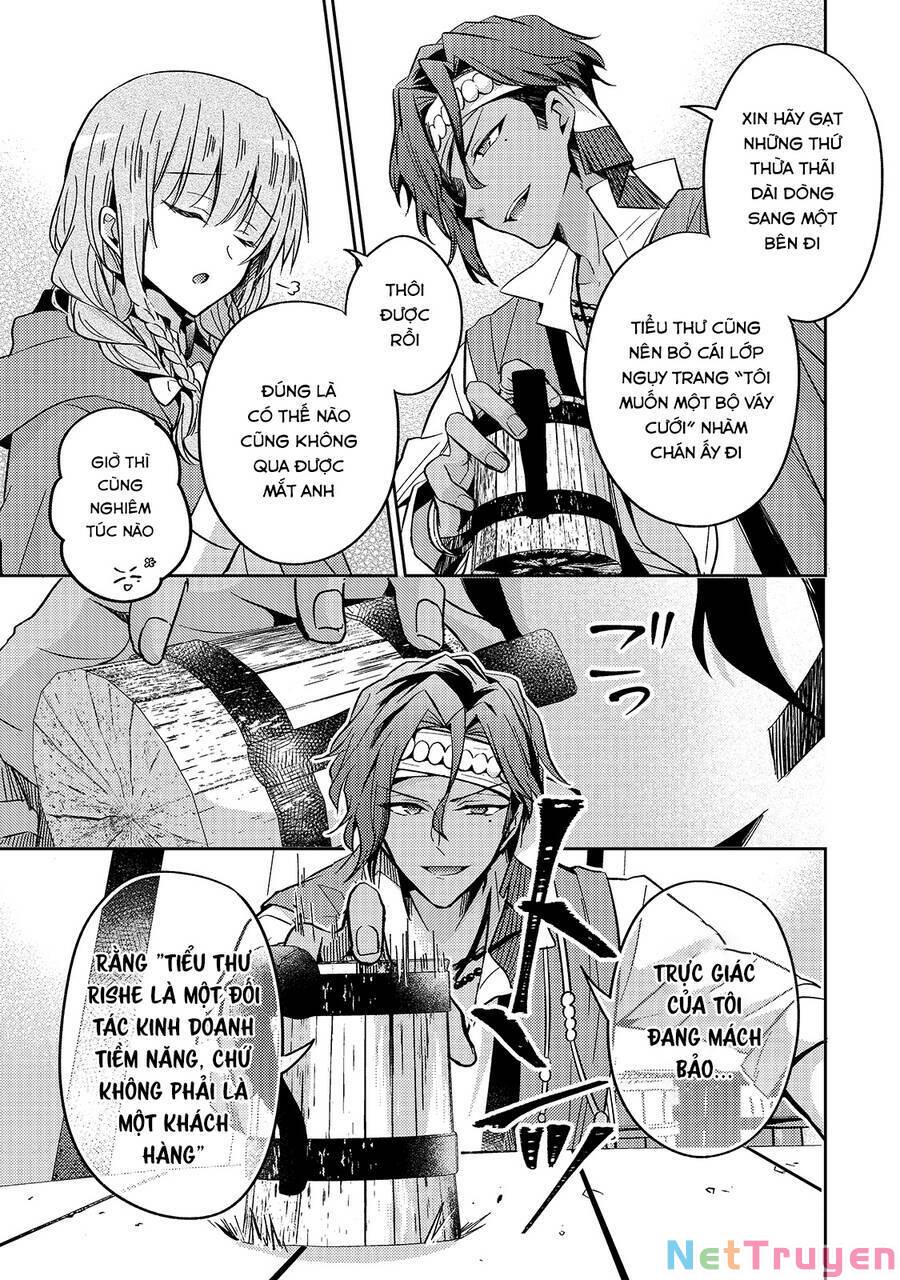 XIN HÃY GẠT
NHỮNG THỨ
THỪA THÃI
DÀI DÒNG
SANG MỘT
BÊN ĐI
TIỂU THƯ CŨNG
NÊN BỎ CÁI LỚP
NGỤY TRANG "TÔI
MUỐN MỘT BỘ VÁY
CƯỚI" NHÀM
CHÁN ẤY ĐI
THÔI
ĐƯỢC
RỒI
ĐÚNG LÀ
CÓ THẾ NÀO
CŨNG KHÔNG
QUA ĐƯỢC
MẮT ANH
GIỜ THÌ
CÙNG
NGHIÊM
TÚC NÀO
グッ
TRỰC GIÁC
CỦA TÔI
ĐANG MÁCH
BẢO...
RẰNG "TIỂU THƯ
RISHE LÀ MỘT ĐỐI
TÁC KINH DOANH
TIỀM NĂNG, CHỨ
KHÔNG PHẢI LÀ
MỘT KHÁCH
HÀNG"
NetTruyen